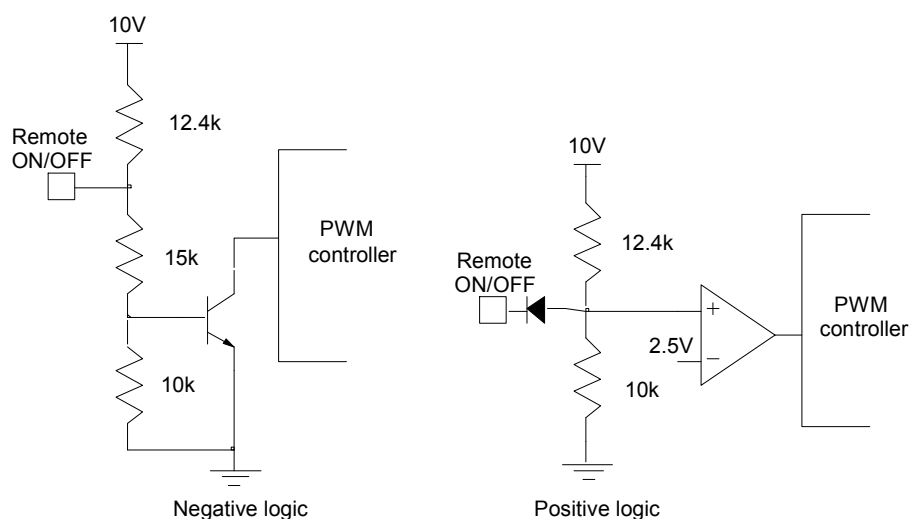 10V
12.4k
Remote
ON/OFF
15k
PWM
controller
10k
Negative logic
10V
12.4k
Remote
ON/OFF
+
2.5V
−
10k
PWM
controller
Positive logic